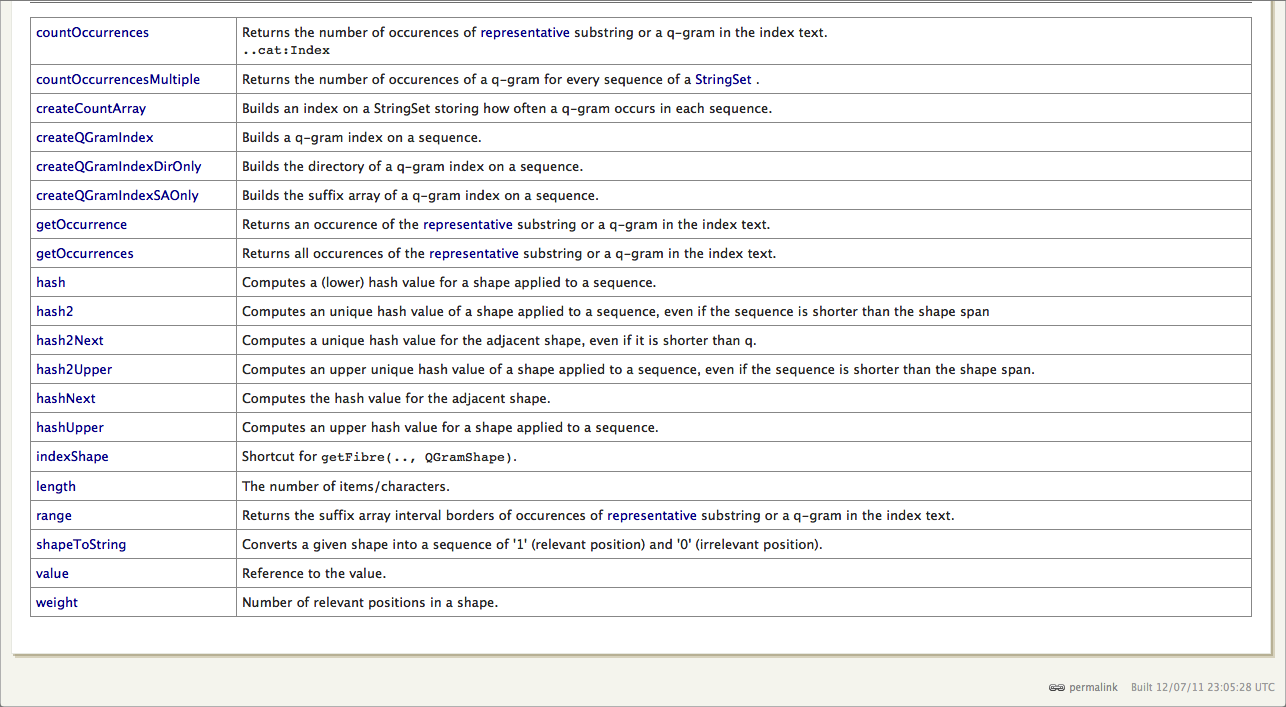 countOccurrences Returns the number of occurences of representative substring or a q-gram in the index text.
..cat:Index
countOccurrencesMultiple Returns the number of occurences of a q-gram for every sequence of a StringSet .
createCountArray Builds an index on a StringSet storing how often a q-gram occurs in each sequence.
createQGramIndex Builds a q-gram index on a sequence.
createQGramIndexDirOnly Builds the directory of a q-gram index on a sequence.
createQGramIndexSAOnly Builds the suffix array of a q-gram index on a sequence.
getOccurrence Returns an occurence of the representative substring or a q-gram in the index text.
getOccurrences Returns all occurences of the representative substring or a q-gram in the index text.
hash Computes a (lower) hash value for a shape applied to a sequence.
hash2 Computes an unique hash value of a shape applied to a sequence, even if the sequence is shorter than the shape span
hash2Next Computes a unique hash value for the adjacent shape, even if it is shorter than q.
hash2Upper Computes an upper unique hash value of a shape applied to a sequence, even if the sequence is shorter than the shape span.
hashNext Computes the hash value for the adjacent shape.
hashUpper Computes an upper hash value for a shape applied to a sequence.
indexShape Shortcut for getFibre(.., QGramShape).
length The number of items/characters.
range Returns the suffix array interval borders of occurences of representative substring or a q-gram in the index text.
shapeToString Converts a given shape into a sequence of '1' (relevant position) and '0' (irrelevant position).
value Reference to the value.
weight Number of relevant positions in a shape.
permalink Built 12/07/11 23:05:28 UTC